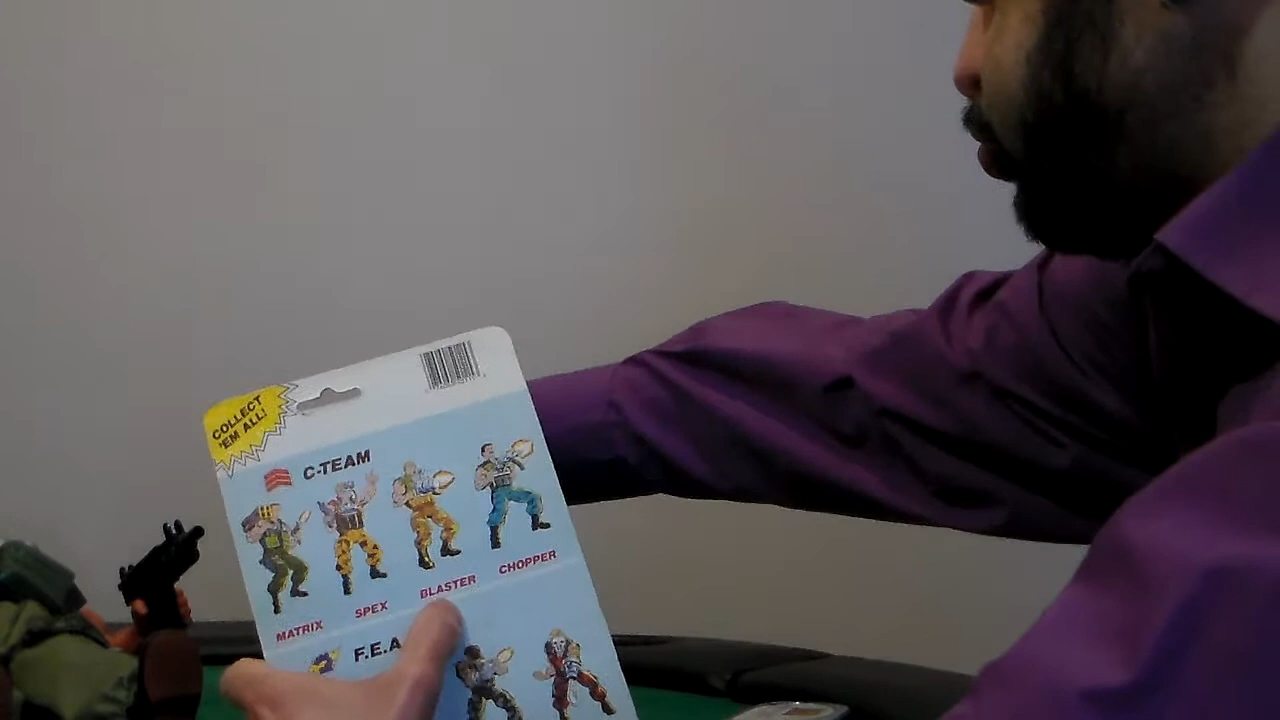 COLLECT
'EM ALL!
C-TEAM
MATRIX SPEX BLASTER CHOPPER
F.E.A